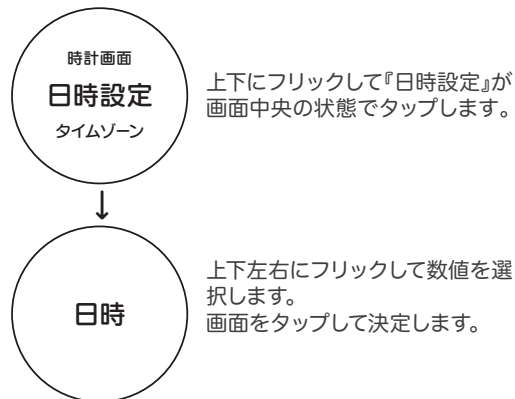 時計画面
日時設定
タイムゾーン
上下にフリックして『日時設定』が
画面中央の状態でタップします。
↓
日時
上下左右にフリックして数値を選
択します。
画面をタップして決定します。